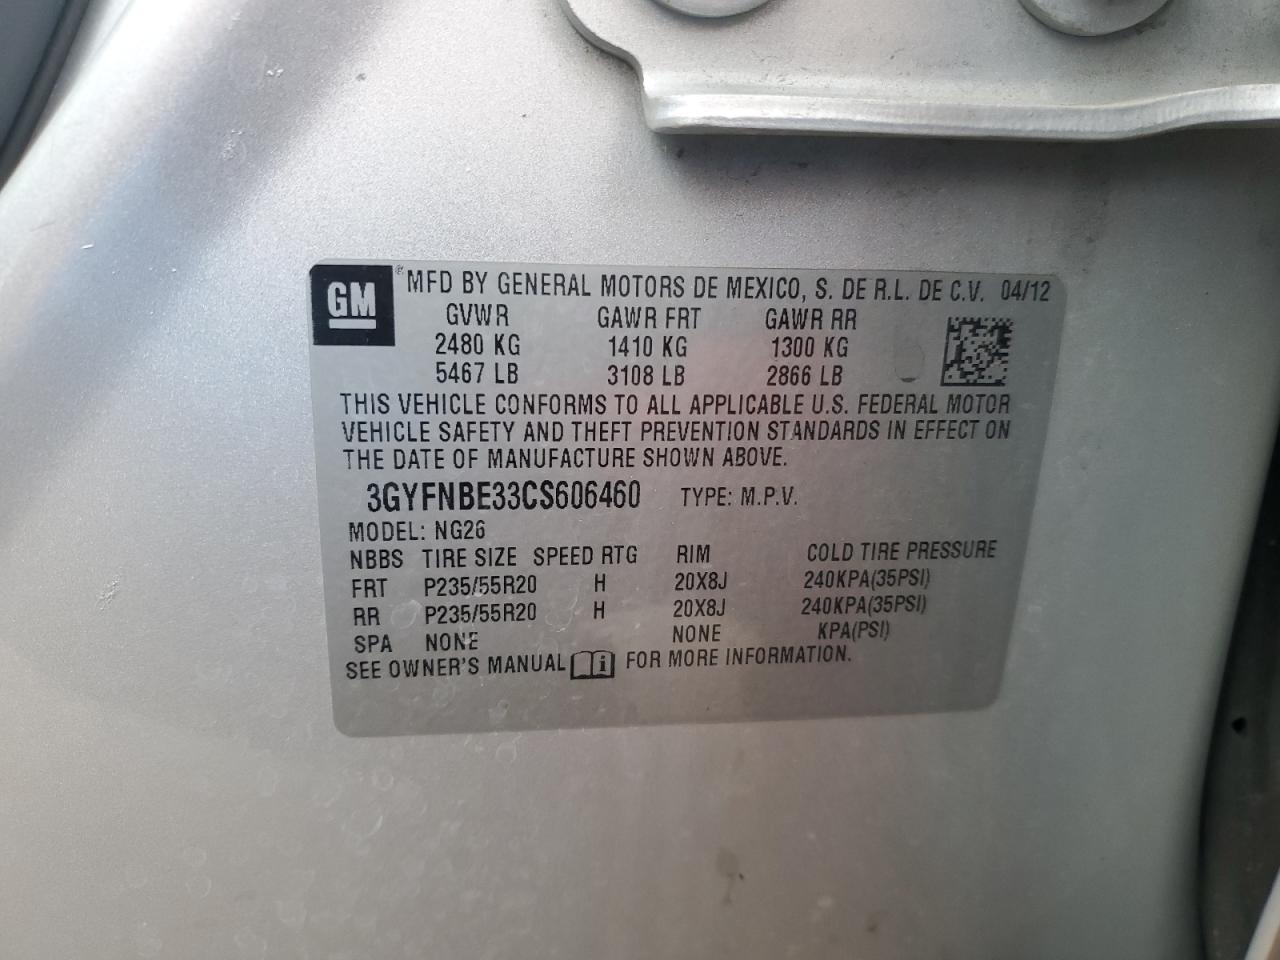 GM ® MFD BY GENERAL MOTORS DE MEXICO, S. DE R.L. DE C.V. 04/12
GVWR GAWR FRT GAWR RR
2480 KG 1410 KG 1300 KG
5467 LB 3108 LB 2866 LB
THIS VEHICLE CONFORMS TO ALL APPLICABLE U.S. FEDERAL MOTOR
VEHICLE SAFETY AND THEFT PREVENTION STANDARDS IN EFFECT ON
THE DATE OF MANUFACTURE SHOWN ABOVE.
3GYFNBE33CS606460 TYPE: M.P.V.
MODEL: NG26
NBBS TIRE SIZE SPEED RTG RIM COLD TIRE PRESSURE
FRT P235/55R20 H 20X8J 240KPA(35PSI)
RR P235/55R20 H 20X8J 240KPA(35PSI)
SPA NONE NONE KPA(PSI)
SEE OWNER'S MANUAL i FOR MORE INFORMATION.